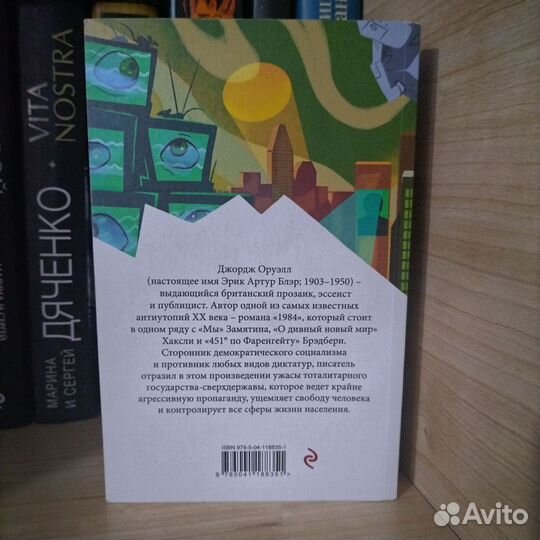 VITA
NOSTRA
ДЯЧЕНКО
МАРИНА
И СЕРГЕЙ
Джордж Оруэлл
(настоящее имя Эрик Артур Блэр; 1903–1950) –
выдающийся британский прозаик, эссеист
и публицист. Автор одной из самых известных
антиутопий XX века – романа «1984», который стоит
в одном ряду с «Мы» Замятина, «О дивный новый мир»
Хаксли и «451° по Фаренгейту» Брэдбери.
Сторонник демократического социализма
и противник любых видов диктатур, писатель
отразил в этом произведении ужасы тоталитарного
государства-сверхдержавы, которое ведет крайне
агрессивную пропаганду, ущемляет свободу человека
и контролирует все сферы жизни населения.
ISBN 978-5-04-118835-1
9 785041 188351 >
Avito